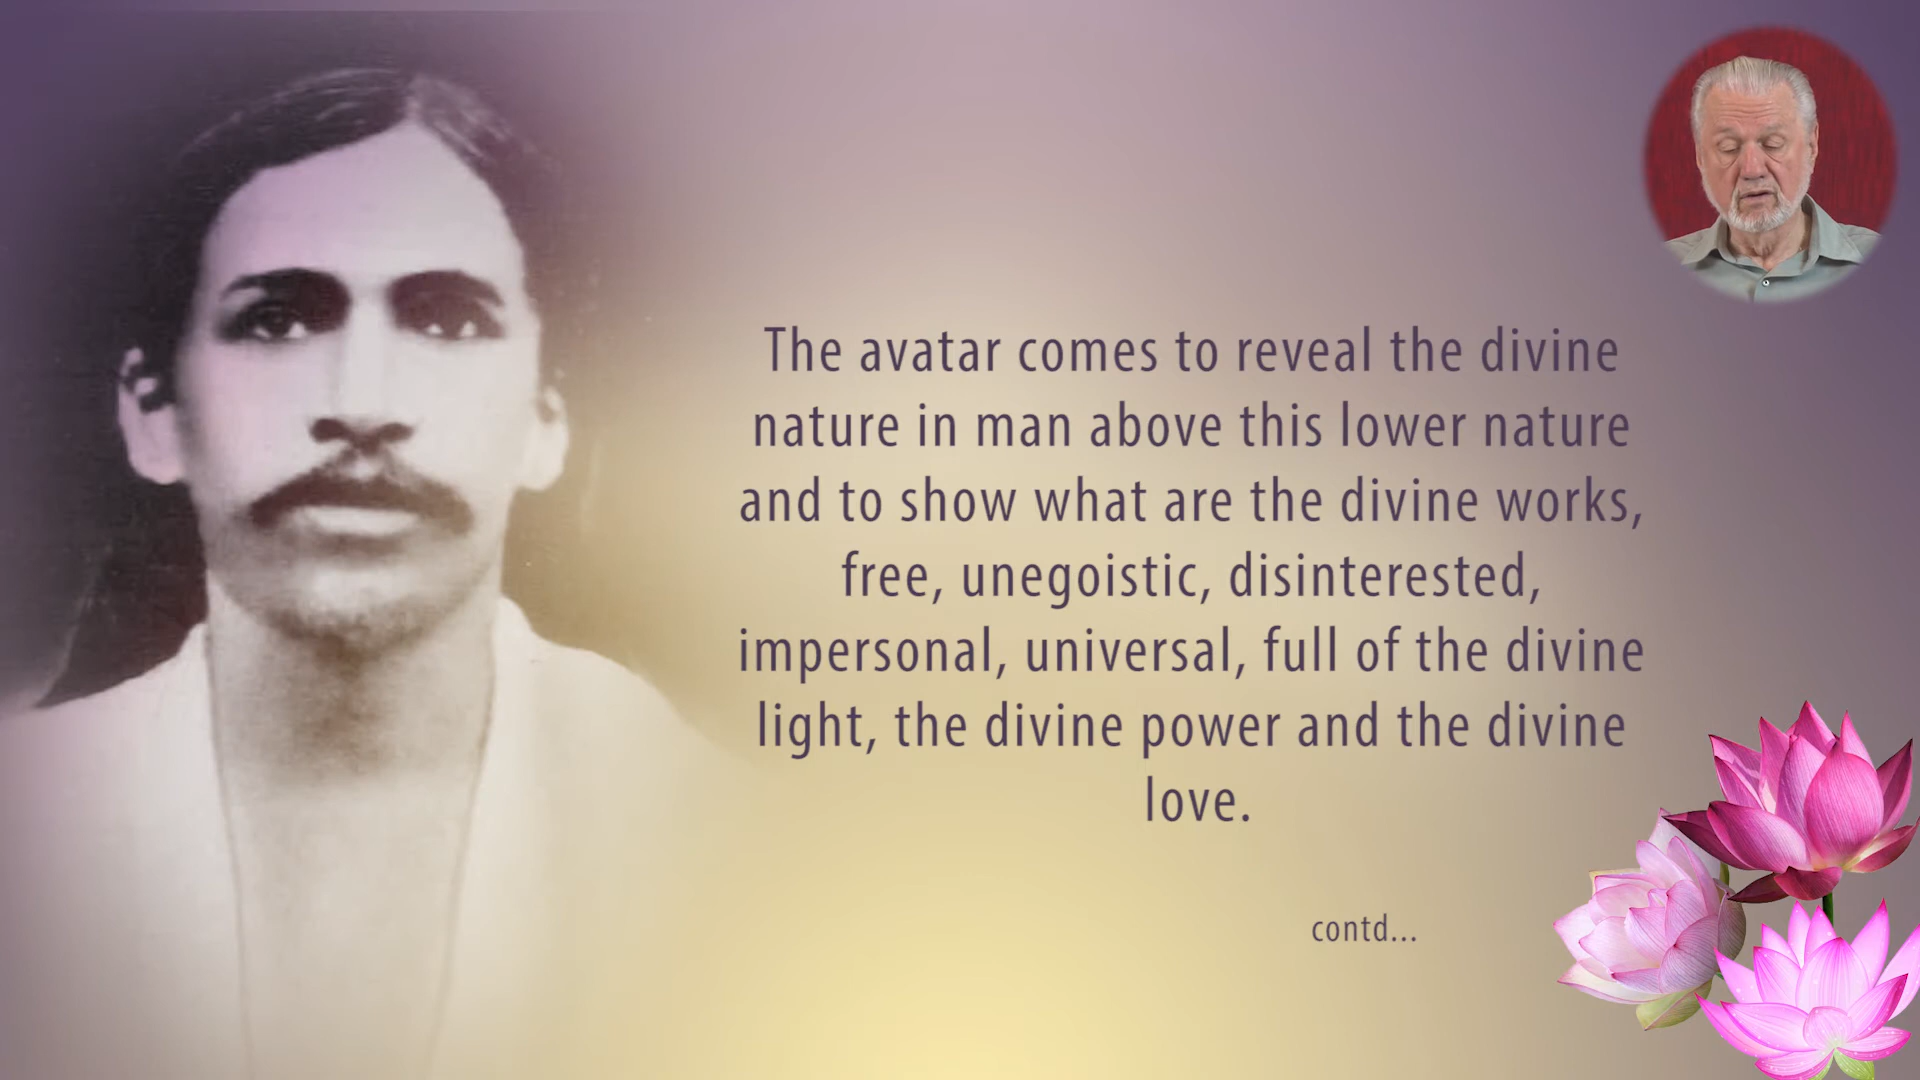 The avatar comes to reveal the divine
nature in man above this lower nature
and to show what are the divine works,
free, unegoistic, disinterested,
impersonal, universal, full of the divine
light, the divine power and the divine
love.
contd...